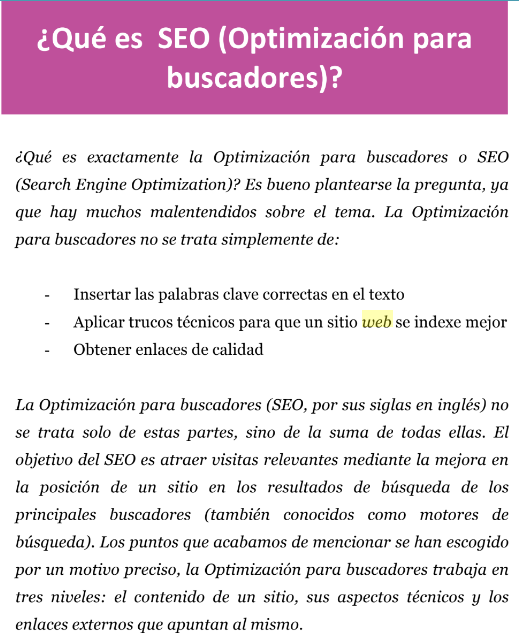 ¿Qué es  SEO (Optimización para
buscadores)?
¿Qué es exactamente la Optimización para buscadores o SEO
(Search Engine Optimization)? Es bueno plantearse la pregunta, ya
que hay muchos malentendidos sobre el tema. La Optimización
para buscadores no se trata simplemente de:
- Insertar las palabras clave correctas en el texto
- Aplicar trucos técnicos para que un sitio web se indexe mejor
- Obtener enlaces de calidad
La Optimización para buscadores (SEO, por sus siglas en inglés) no
se trata solo de estas partes, sino de la suma de todas ellas. El
objetivo del SEO es atraer visitas relevantes mediante la mejora en
la posición de un sitio en los resultados de búsqueda de los
principales buscadores (también conocidos como motores de
búsqueda). Los puntos que acabamos de mencionar se han escogido
por un motivo preciso, la Optimización para buscadores trabaja en
tres niveles: el contenido de un sitio, sus aspectos técnicos y los
enlaces externos que apuntan al mismo.